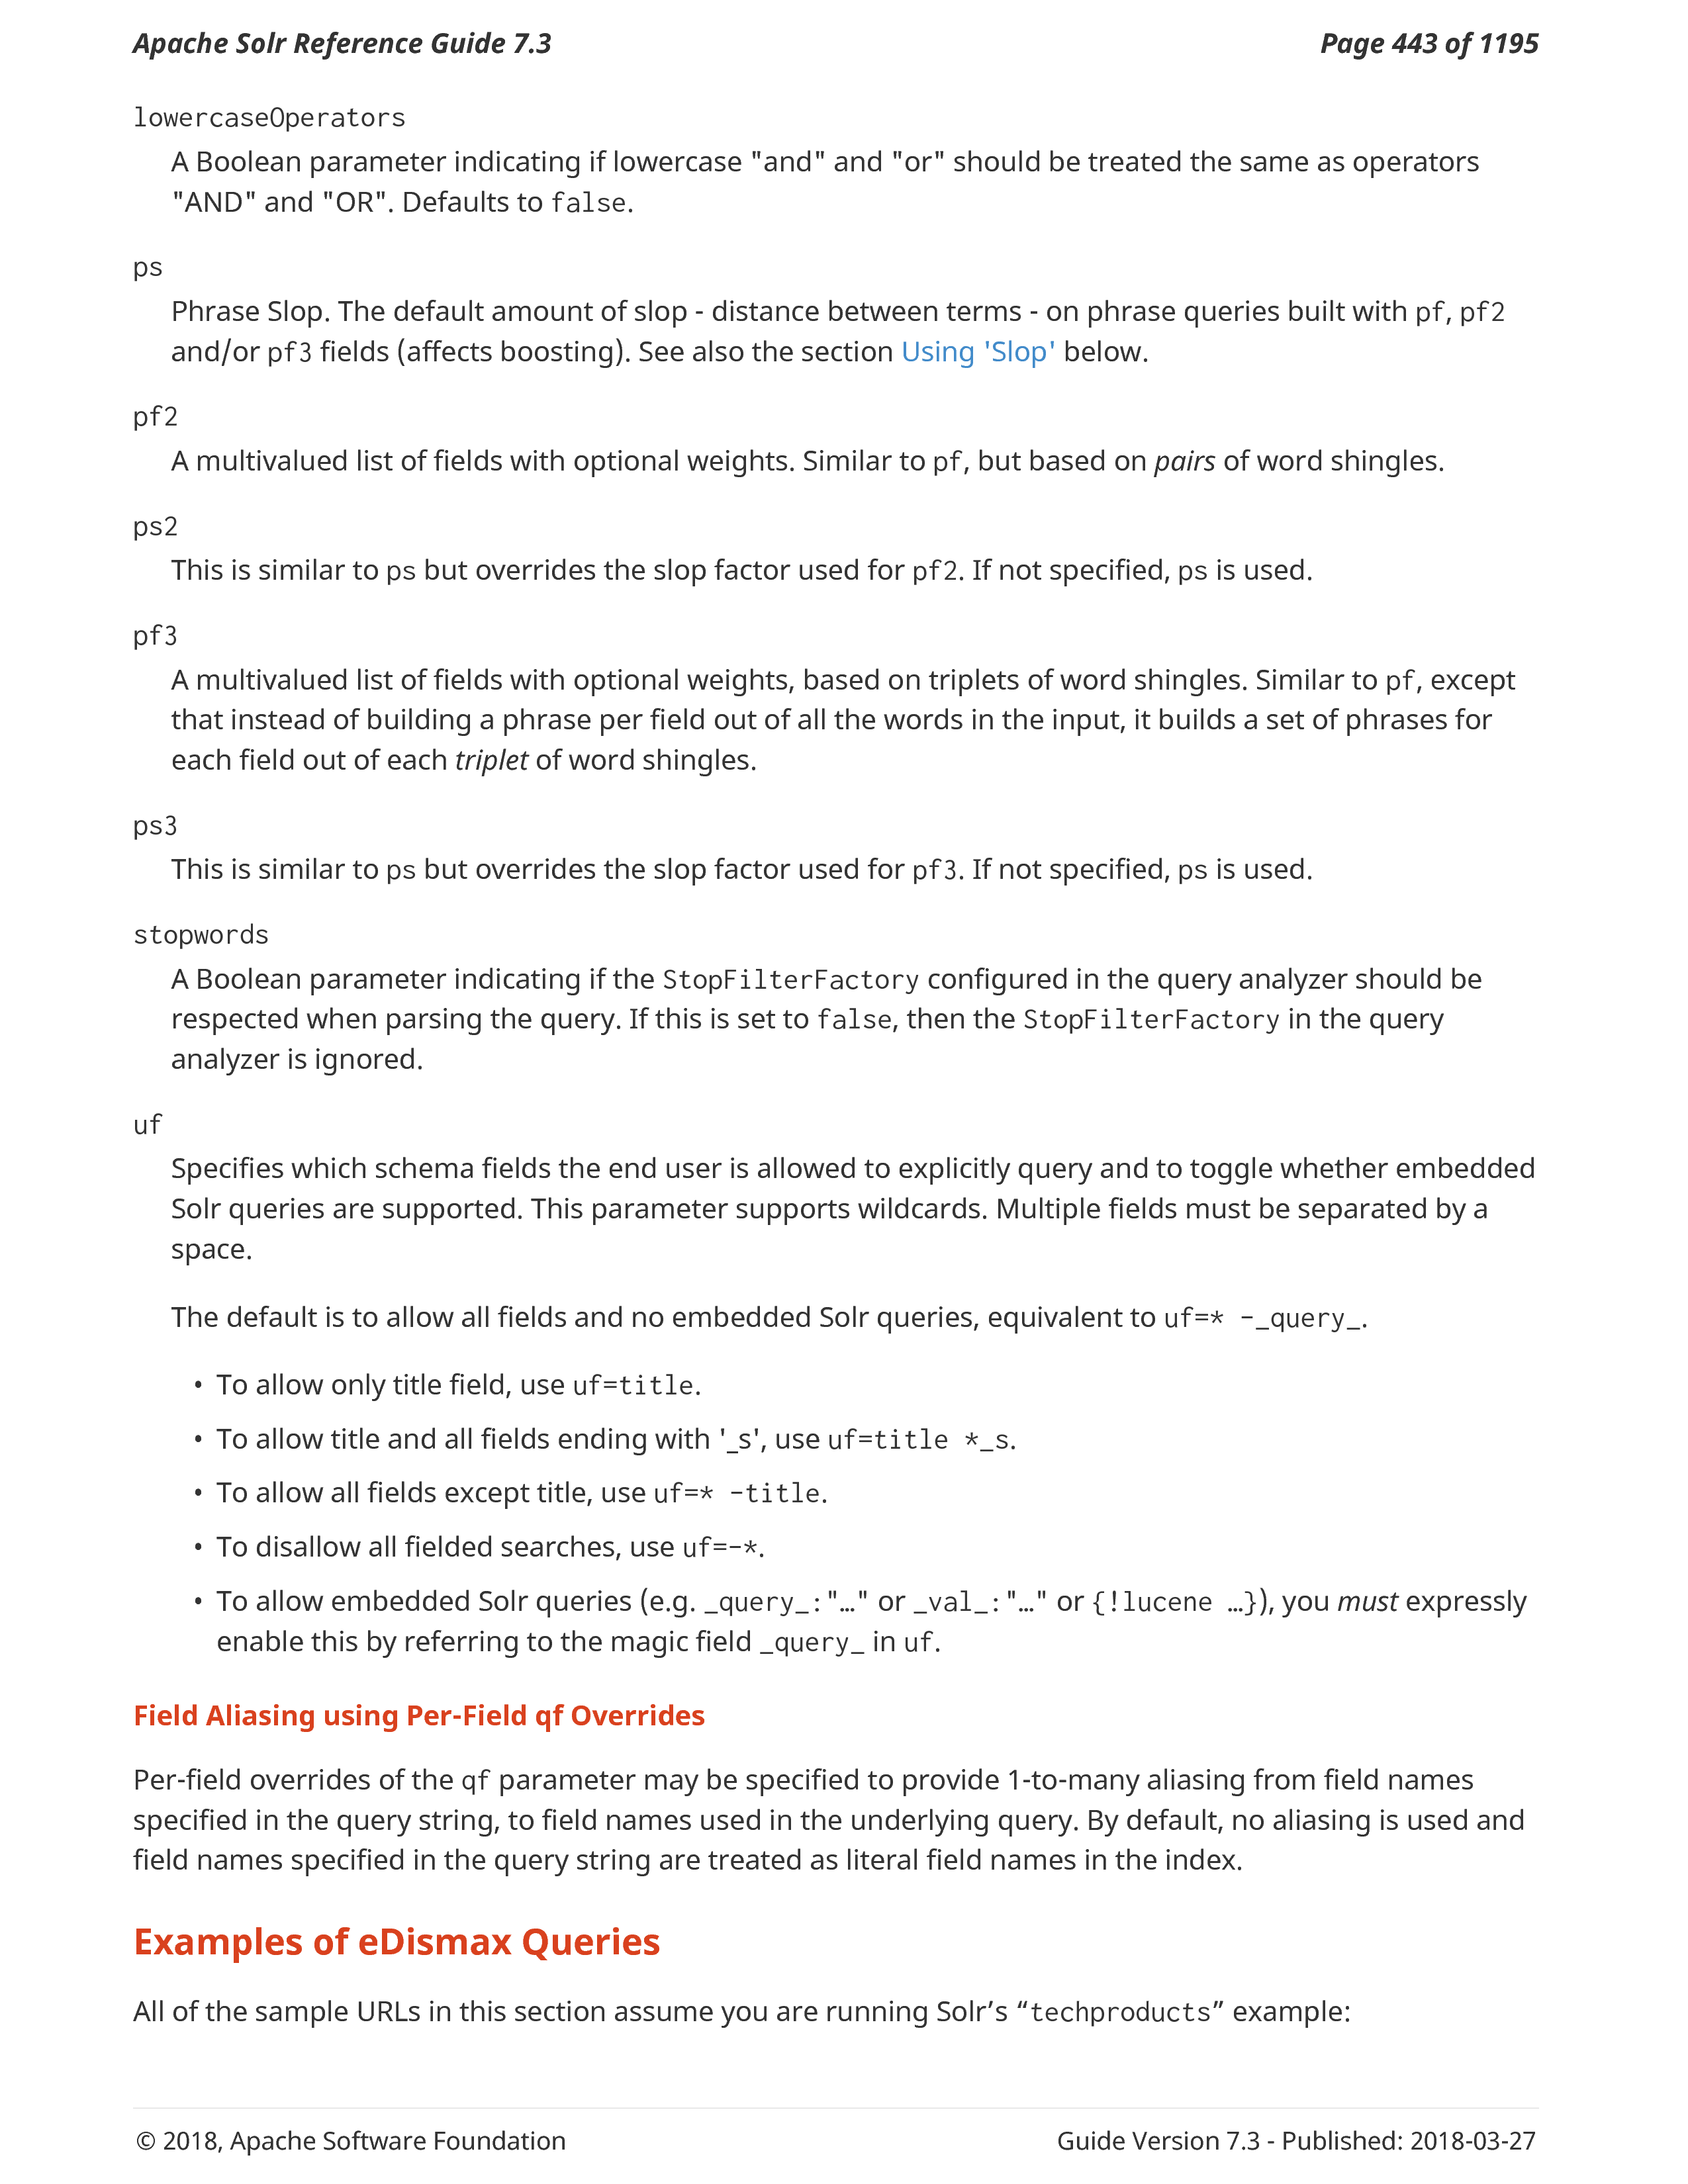 Apache Solr Reference Guide 7.3
Page 443 of 1195
lowercaseOperators
A Boolean parameter indicating if lowercase "and" and "or" should be treated the same as operators
"AND" and "OR". Defaults to false.
ps
Phrase Slop. The default amount of slop - distance between terms - on phrase queries built with pf, pf2
and/or pf3 fields (affects boosting). See also the section Using 'Slop' below.
pf2
A multivalued list of fields with optional weights. Similar to pf, but based on pairs of word shingles.
ps2
This is similar to ps but overrides the slop factor used for pf2. If not specified, ps is used.
pf3
A multivalued list of fields with optional weights, based on triplets of word shingles. Similar to pf, except
that instead of building a phrase per field out of all the words in the input, it builds a set of phrases for
each field out of each triplet of word shingles.
ps3
This is similar to ps but overrides the slop factor used for pf3. If not specified, ps is used.
stopwords
A Boolean parameter indicating if the StopFilterFactory configured in the query analyzer should be
respected when parsing the query. If this is set to false, then the StopFilterFactory in the query
analyzer is ignored.
uf
Specifies which schema fields the end user is allowed to explicitly query and to toggle whether embedded
Solr queries are supported. This parameter supports wildcards. Multiple fields must be separated by a
space.
The default is to allow all fields and no embedded Solr queries, equivalent to uf=* -_query_.
• To allow only title field, use uf=title.
• To allow title and all fields ending with '_s', use uf=title *_s.
• To allow all fields except title, use uf=* -title.
• To disallow all fielded searches, use uf=-*.
• To allow embedded Solr queries (e.g. _query_:"…" or _val_:"…" or {!lucene …}), you must expressly
enable this by referring to the magic field _query_ in uf.
Field Aliasing using Per-Field qf Overrides
Per-field overrides of the qf parameter may be specified to provide 1-to-many aliasing from field names
specified in the query string, to field names used in the underlying query. By default, no aliasing is used and
field names specified in the query string are treated as literal field names in the index.
Examples of eDismax Queries
All of the sample URLs in this section assume you are running Solr’s “techproducts” example:
© 2018, Apache Software Foundation
Guide Version 7.3 - Published: 2018-03-27